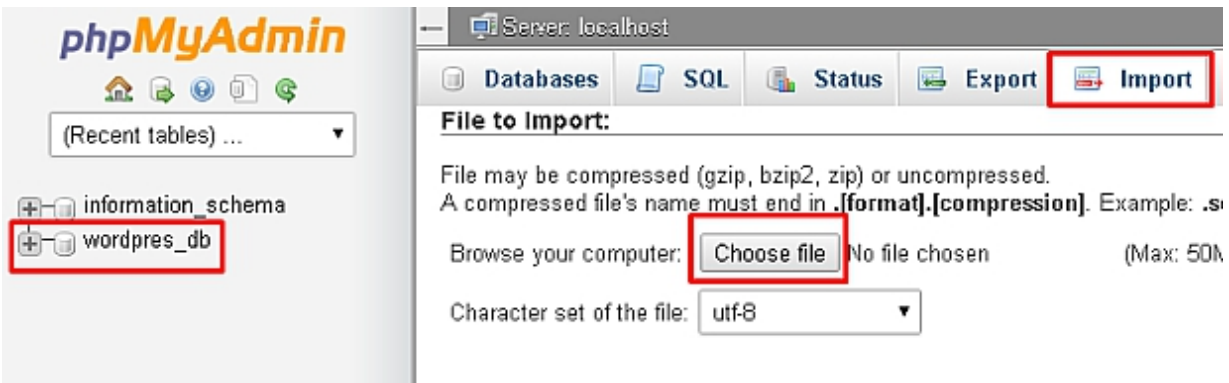 phpMyAdmin
(Recent tables) ...
information_schema
wordpres_db
Server: localhost
Databases SQL Status Export Import
File to Import:
File may be compressed (gzip, bzip2, zip) or uncompressed.
A compressed file's name must end in .[format].[compression]. Example: .s
Browse your computer: Choose file No file chosen (Max: 50M
Character set of the file: utf-8